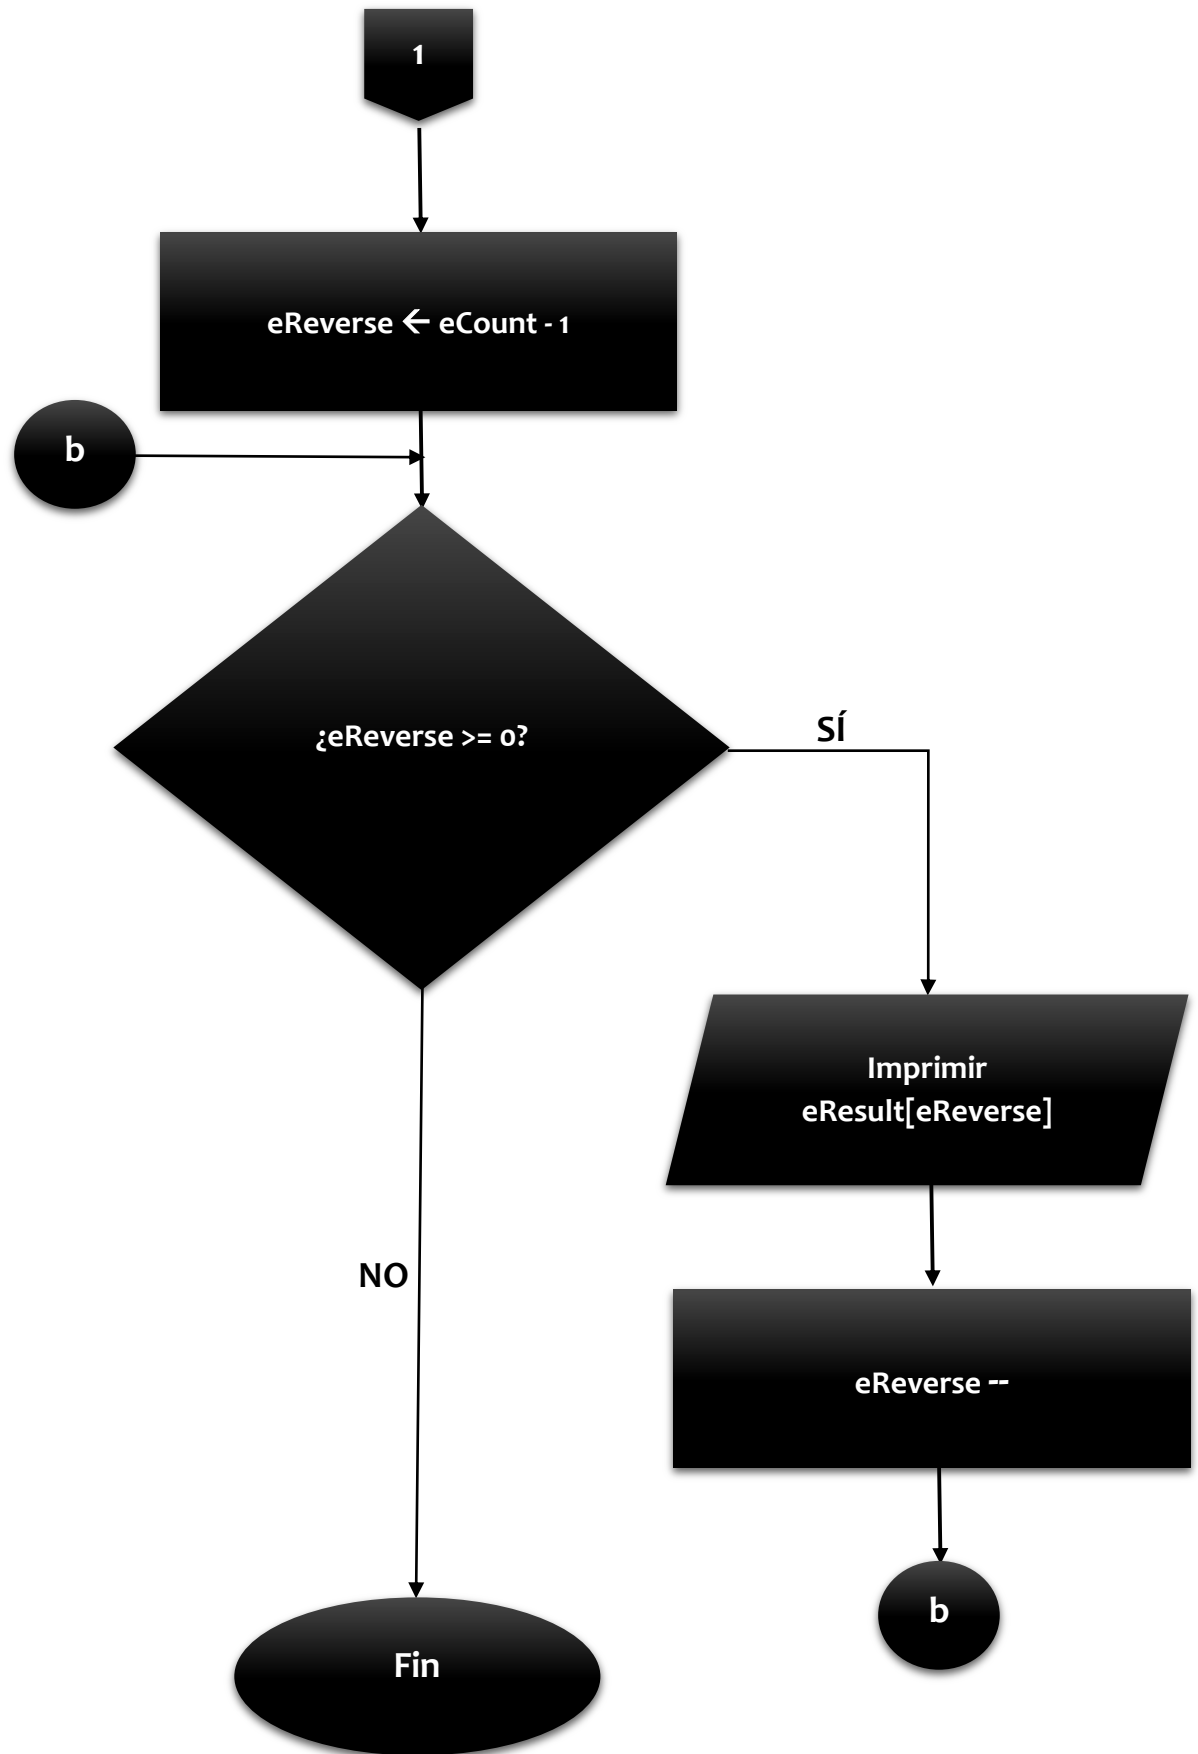 1
eReverse ← eCount - 1
b
¿eReverse >= 0?
SÍ
Imprimir
eResult[eReverse]
NO
eReverse --
b
Fin